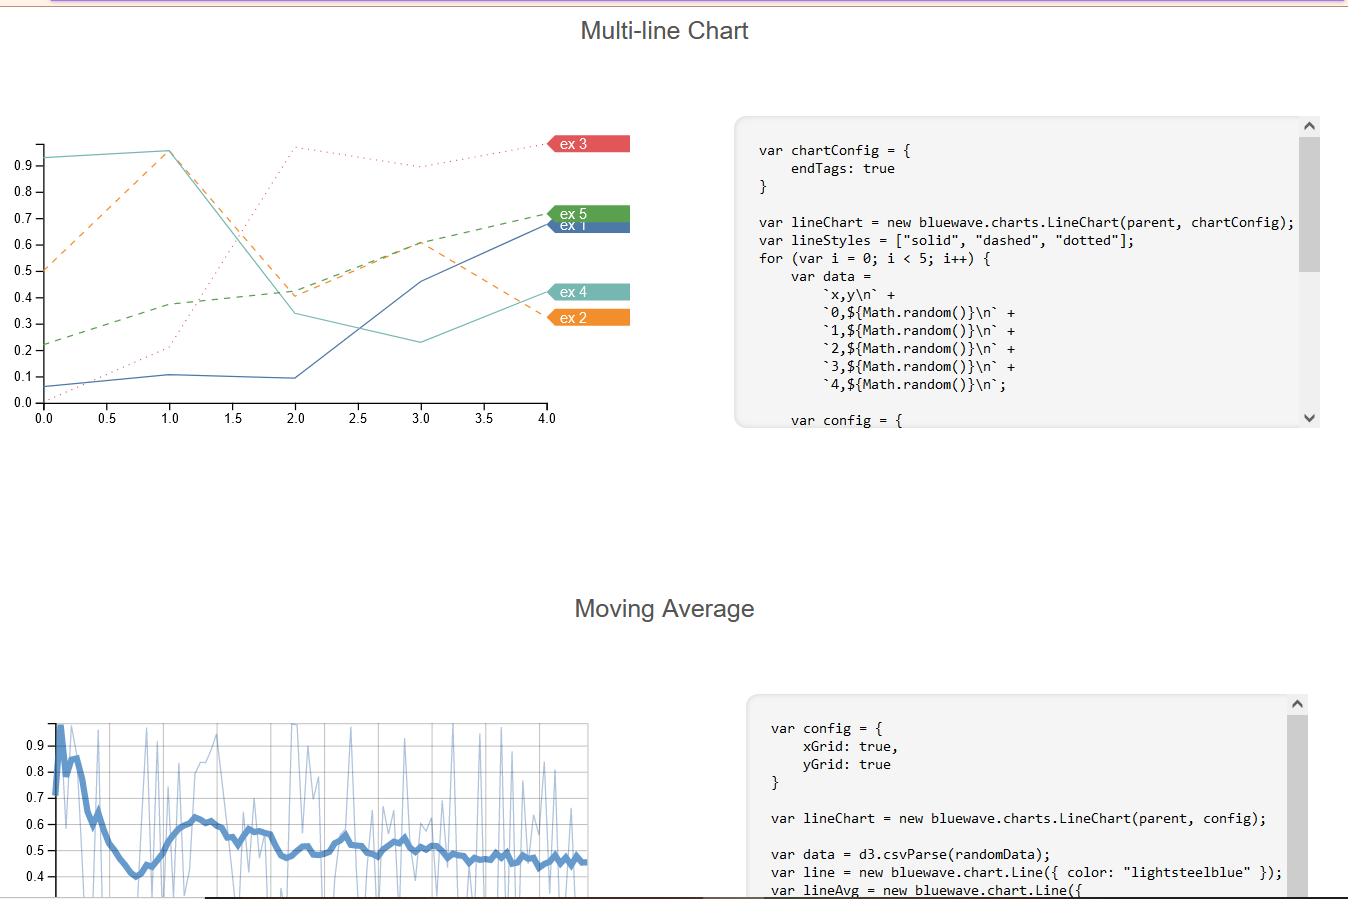 Multi-line Chart
0.9
0.8
0.7
0.6
0.5
0.4
0.3
0.2
0.1
0.0
0.0 0.5 1.0 1.5 2.0 2.5 3.0 3.5 4.0
ex 3
ex 5
ex 1
ex 4
ex 2
var chartConfig = {
    endTags: true
}
var lineChart = new bluewave.charts.LineChart(parent, chartConfig);
var lineStyles = ["solid", "dashed", "dotted"];
for (var i = 0; i < 5; i++) {
    var data =
        `x,y\n` +
        `0,${Math.random()}\n` +
        `1,${Math.random()}\n` +
        `2,${Math.random()}\n` +
        `3,${Math.random()}\n` +
        `4,${Math.random()}\n`;
    var config = {
Moving Average
0.9
0.8
0.7
0.6
0.5
0.4
var config = {
    xGrid: true,
    yGrid: true
}
var lineChart = new bluewave.charts.LineChart(parent, config);
var data = d3.csvParse(randomData);
var line = new bluewave.chart.Line({ color: "lightsteelblue" });
var lineAvg = new bluewave.chart.Line({